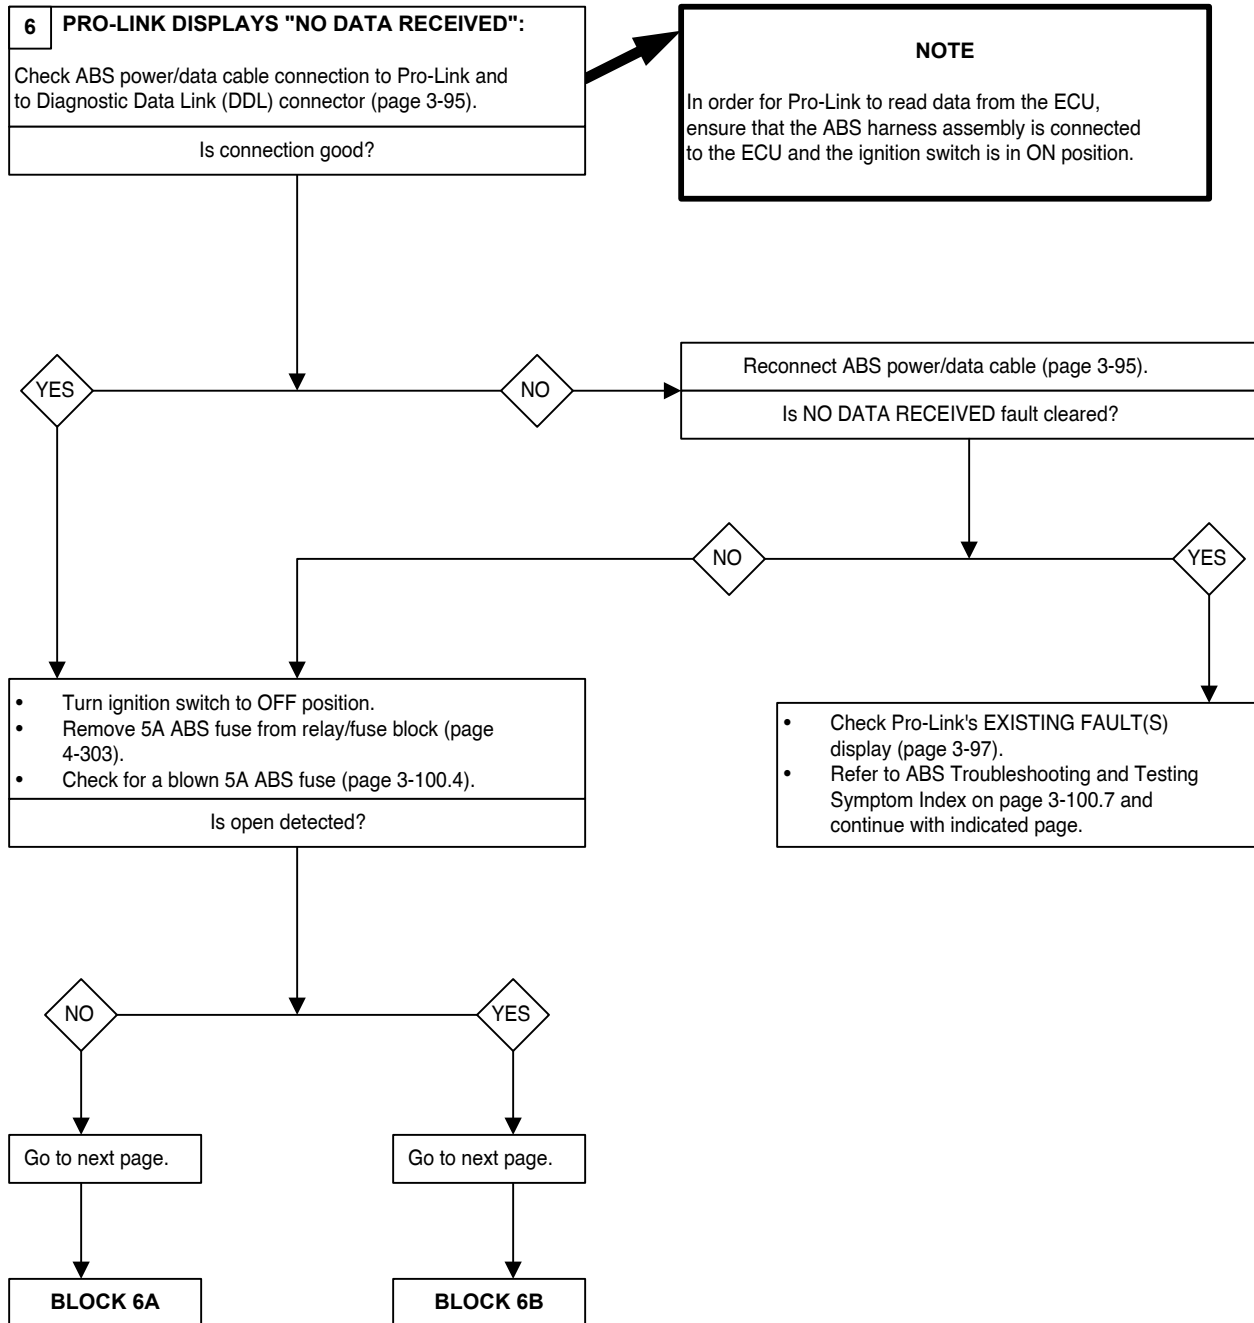 6 PRO-LINK DISPLAYS "NO DATA RECEIVED":
Check ABS power/data cable connection to Pro-Link and
to Diagnostic Data Link (DDL) connector (page 3-95).
Is connection good?
NOTE
In order for Pro-Link to read data from the ECU,
ensure that the ABS harness assembly is connected
to the ECU and the ignition switch is in ON position.
YES
NO
Reconnect ABS power/data cable (page 3-95).
Is NO DATA RECEIVED fault cleared?
NO
YES
• Turn ignition switch to OFF position.
• Remove 5A ABS fuse from relay/fuse block (page
4-303).
• Check for a blown 5A ABS fuse (page 3-100.4).
Is open detected?
• Check Pro-Link's EXISTING FAULT(S)
display (page 3-97).
• Refer to ABS Troubleshooting and Testing
Symptom Index on page 3-100.7 and
continue with indicated page.
NO
YES
Go to next page.
Go to next page.
BLOCK 6A
BLOCK 6B